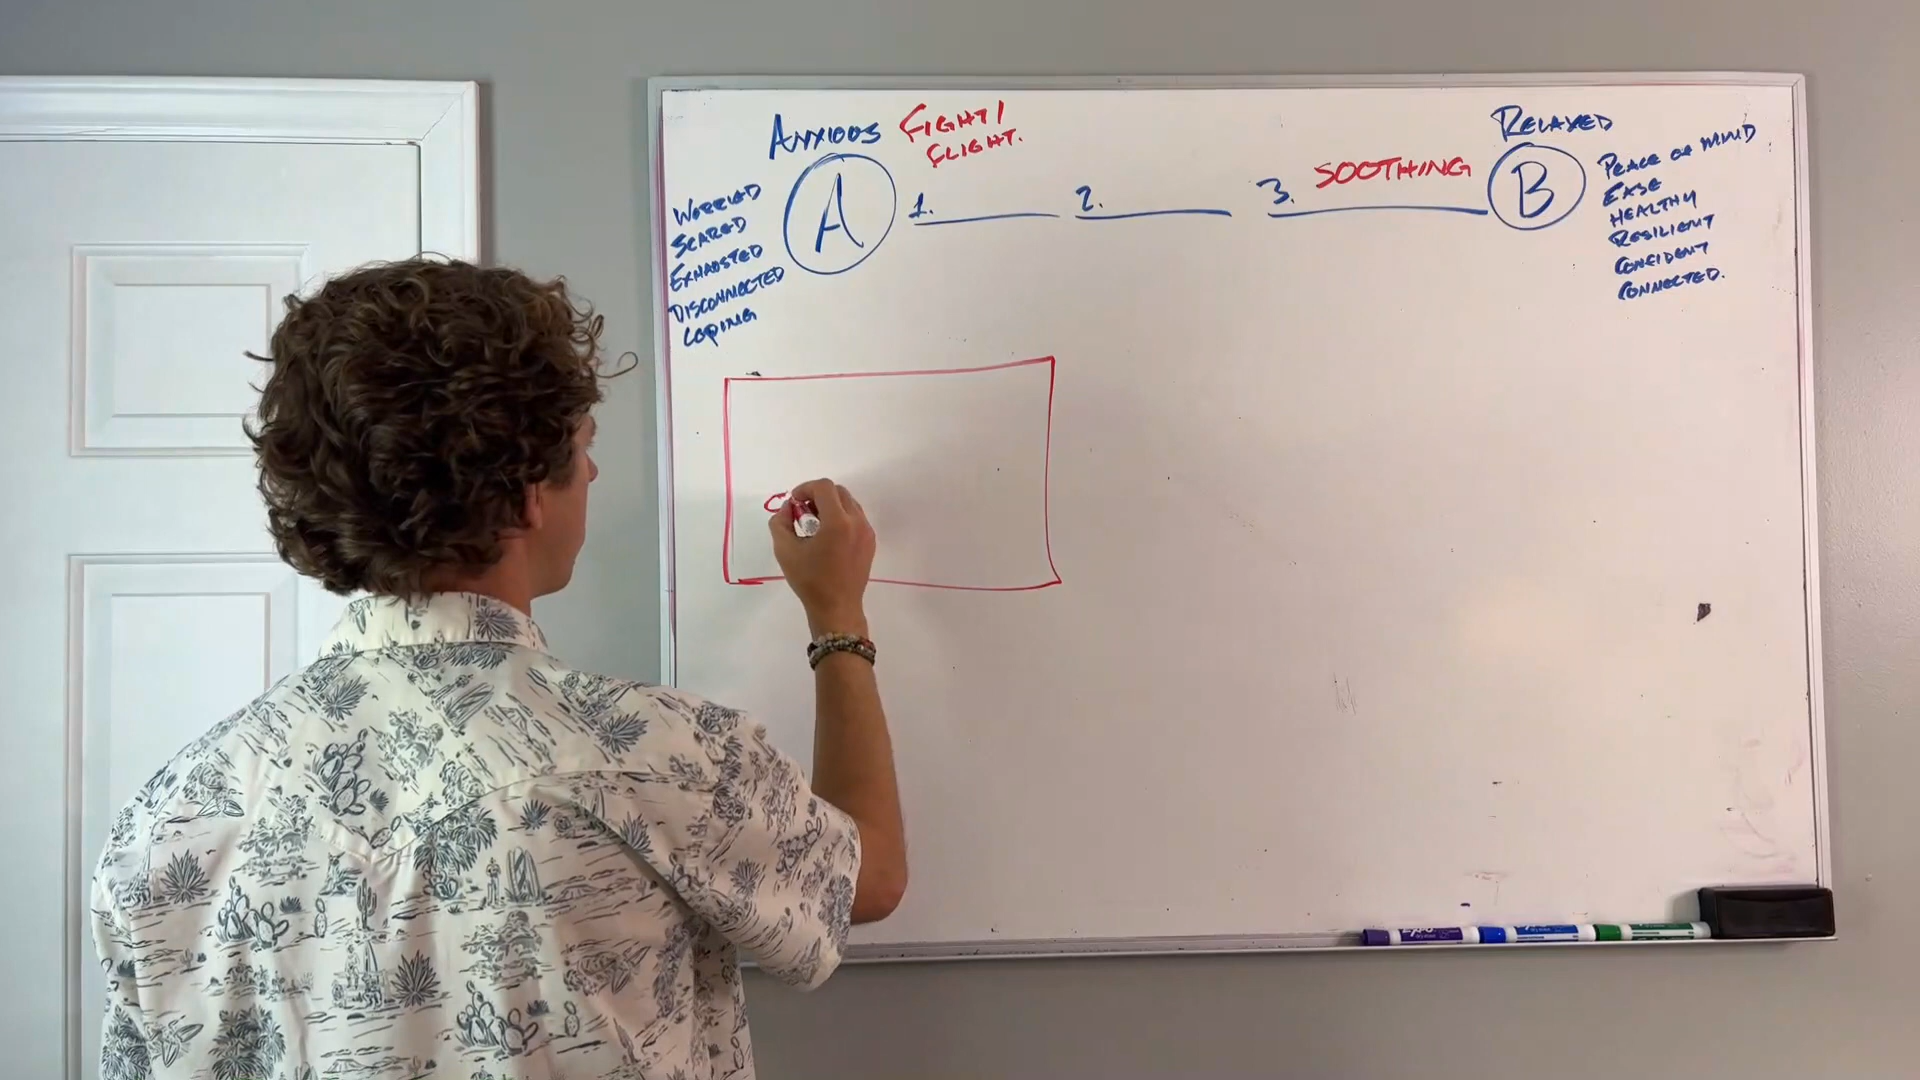 ANXIOUS
FIGHT/
FLIGHT.
A
WORRIED
SCARED
EXHAUSTED
DISCONNECTED
COPING
1.
2.
3.
SOOTHING
RELAXED
B
PEACE OF MIND
EASE
HEALTHY
RESILIENT
CONFIDENT
CONNECTED.
EXPO